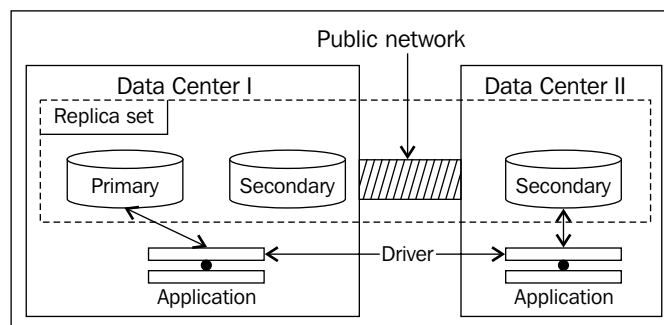 Public network
Data Center I
Data Center II
Replica set
Primary
Secondary
Secondary
Driver
Application
Application